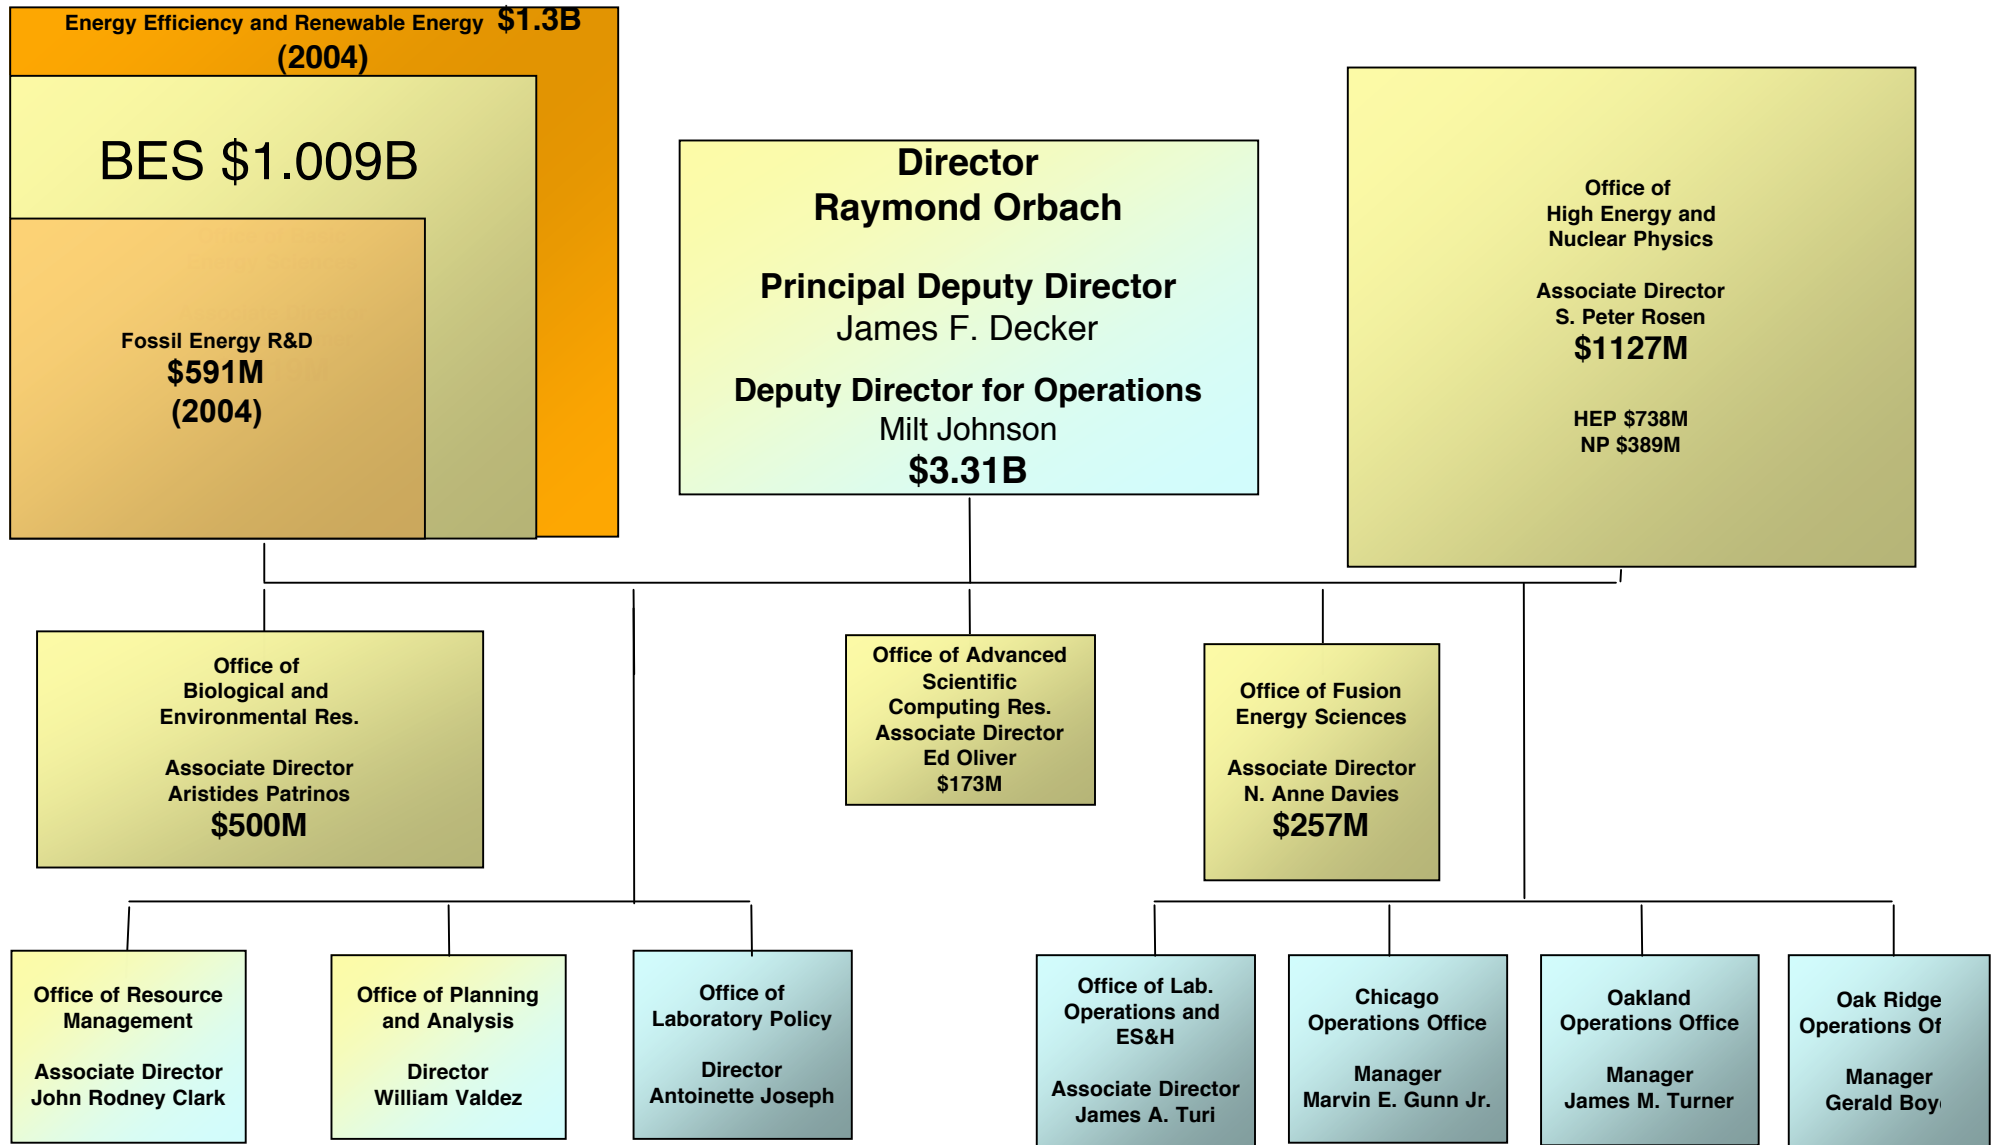 Energy Efficiency and Renewable Energy $1.3B
(2004)
BES $1.009B
Fossil Energy R&D
$591M
(2004)
Director
Raymond Orbach
Principal Deputy Director
James F. Decker
Deputy Director for Operations
Milt Johnson
$3.31B
Office of
High Energy and
Nuclear Physics
Associate Director
S. Peter Rosen
$1127M
HEP $738M
NP $389M
Office of
Biological and
Environmental Res.
Associate Director
Aristides Patrinos
$500M
Office of Advanced
Scientific
Computing Res.
Associate Director
Ed Oliver
$173M
Office of Fusion
Energy Sciences
Associate Director
N. Anne Davies
$257M
Office of Resource
Management
Associate Director
John Rodney Clark
Office of Planning
and Analysis
Director
William Valdez
Office of
Laboratory Policy
Director
Antoinette Joseph
Office of Lab.
Operations and
ES&H
Associate Director
James A. Turi
Chicago
Operations Office
Manager
Marvin E. Gunn Jr.
Oakland
Operations Office
Manager
James M. Turner
Oak Ridge
Operations Of
Manager
Gerald Boy